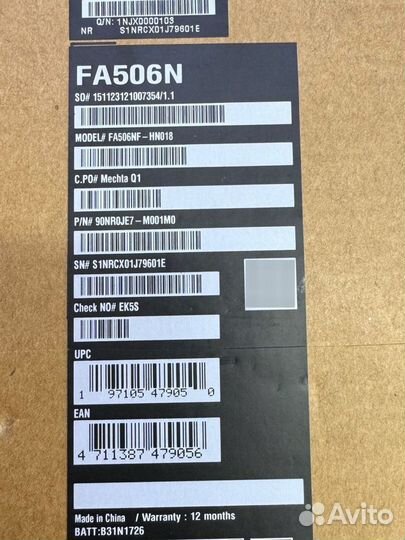 Q/N: 1NJX0000103
NR S1NRCX01J79601E
FA506N
SO# 151123121007354/1.1
MODEL# FA506NF-HN018
C.PO# Mechta Q1
P/N# 90NR0JE7-M001M0
SN# S1NRCX01J79601E
Check NO# EK5S
UPC
1 97105 47905 0
EAN
4 711387 479056
Made in China / Warranty : 12 months
BATT:B31N1726
Avito